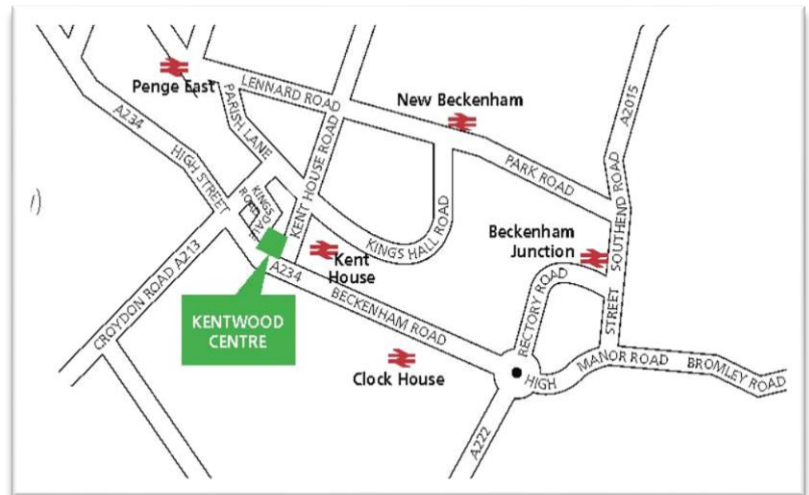 Penge East
LENNARD ROAD
New Beckenham
A2015
PARISH LANE
A234
HIGH STREET
KENT HOUSE ROAD
PARK ROAD
SOUTHEND ROAD
KINGS HALL ROAD
Beckenham
Junction
Kent
House
A234
BECKENHAM ROAD
CROYDON ROAD A213
KENTWOOD
CENTRE
Clock House
RECTORY ROAD
HIGH
STREET
MANOR ROAD
BROMLEY ROAD
A222